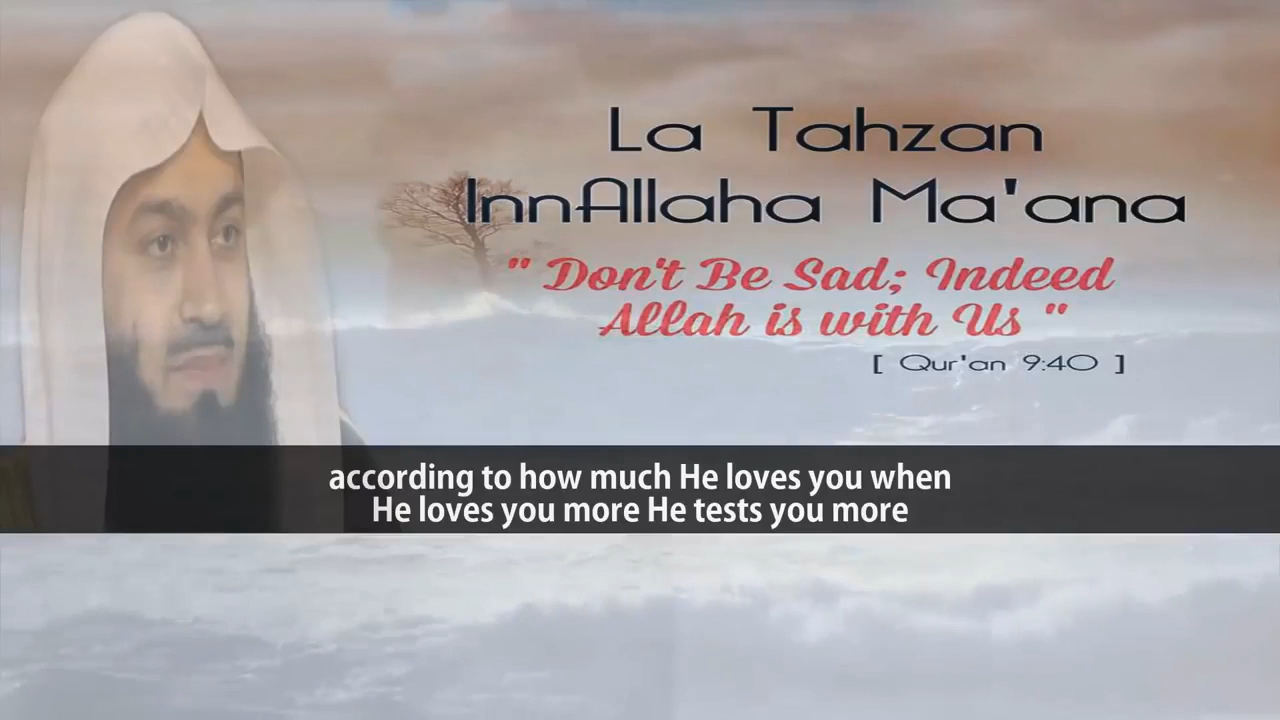 La Tahzan
InnAllaha Ma'ana
" Don't Be Sad; Indeed
Allah is with Us "
[ Qur'an 9:40 ]
according to how much He loves you when
He loves you more He tests you more